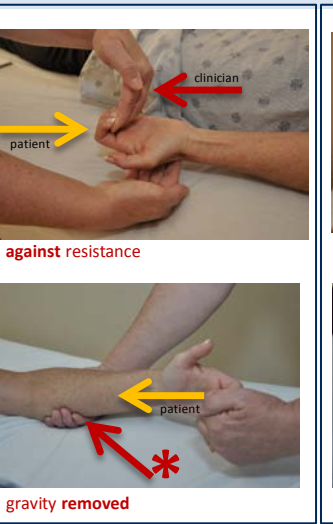 clinician
patient
against resistance
patient
*
gravity removed